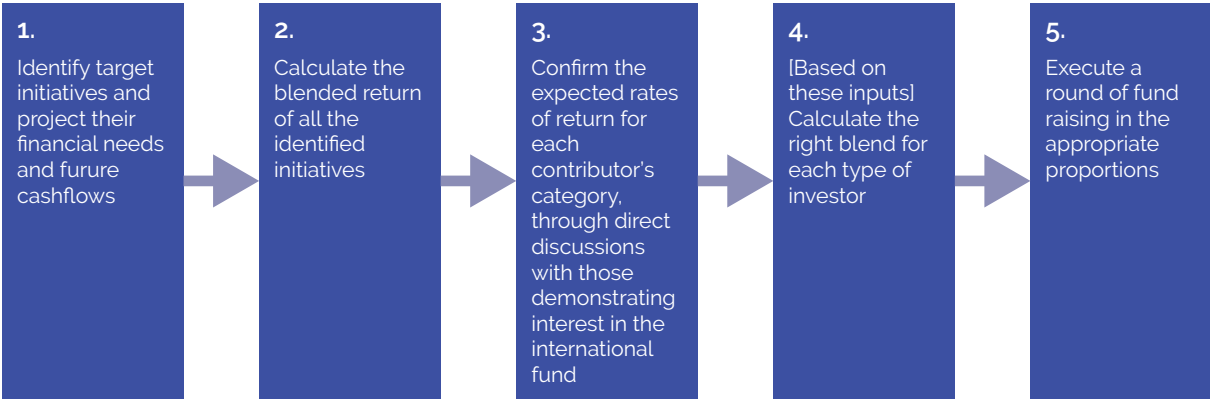 1.
Identify target
initiatives and
project their
financial needs
and furure
cashflows
2.
Calculate the
blended return
of all the
identified
initiatives
3.
Confirm the
expected rates
of return for
each
contributor's
category,
through direct
discussions
with those
demonstrating
interest in the
international
fund
4.
[Based on
these inputs]
Calculate the
right blend for
each type of
investor
5.
Execute a
round of fund
raising in the
appropriate
proportions